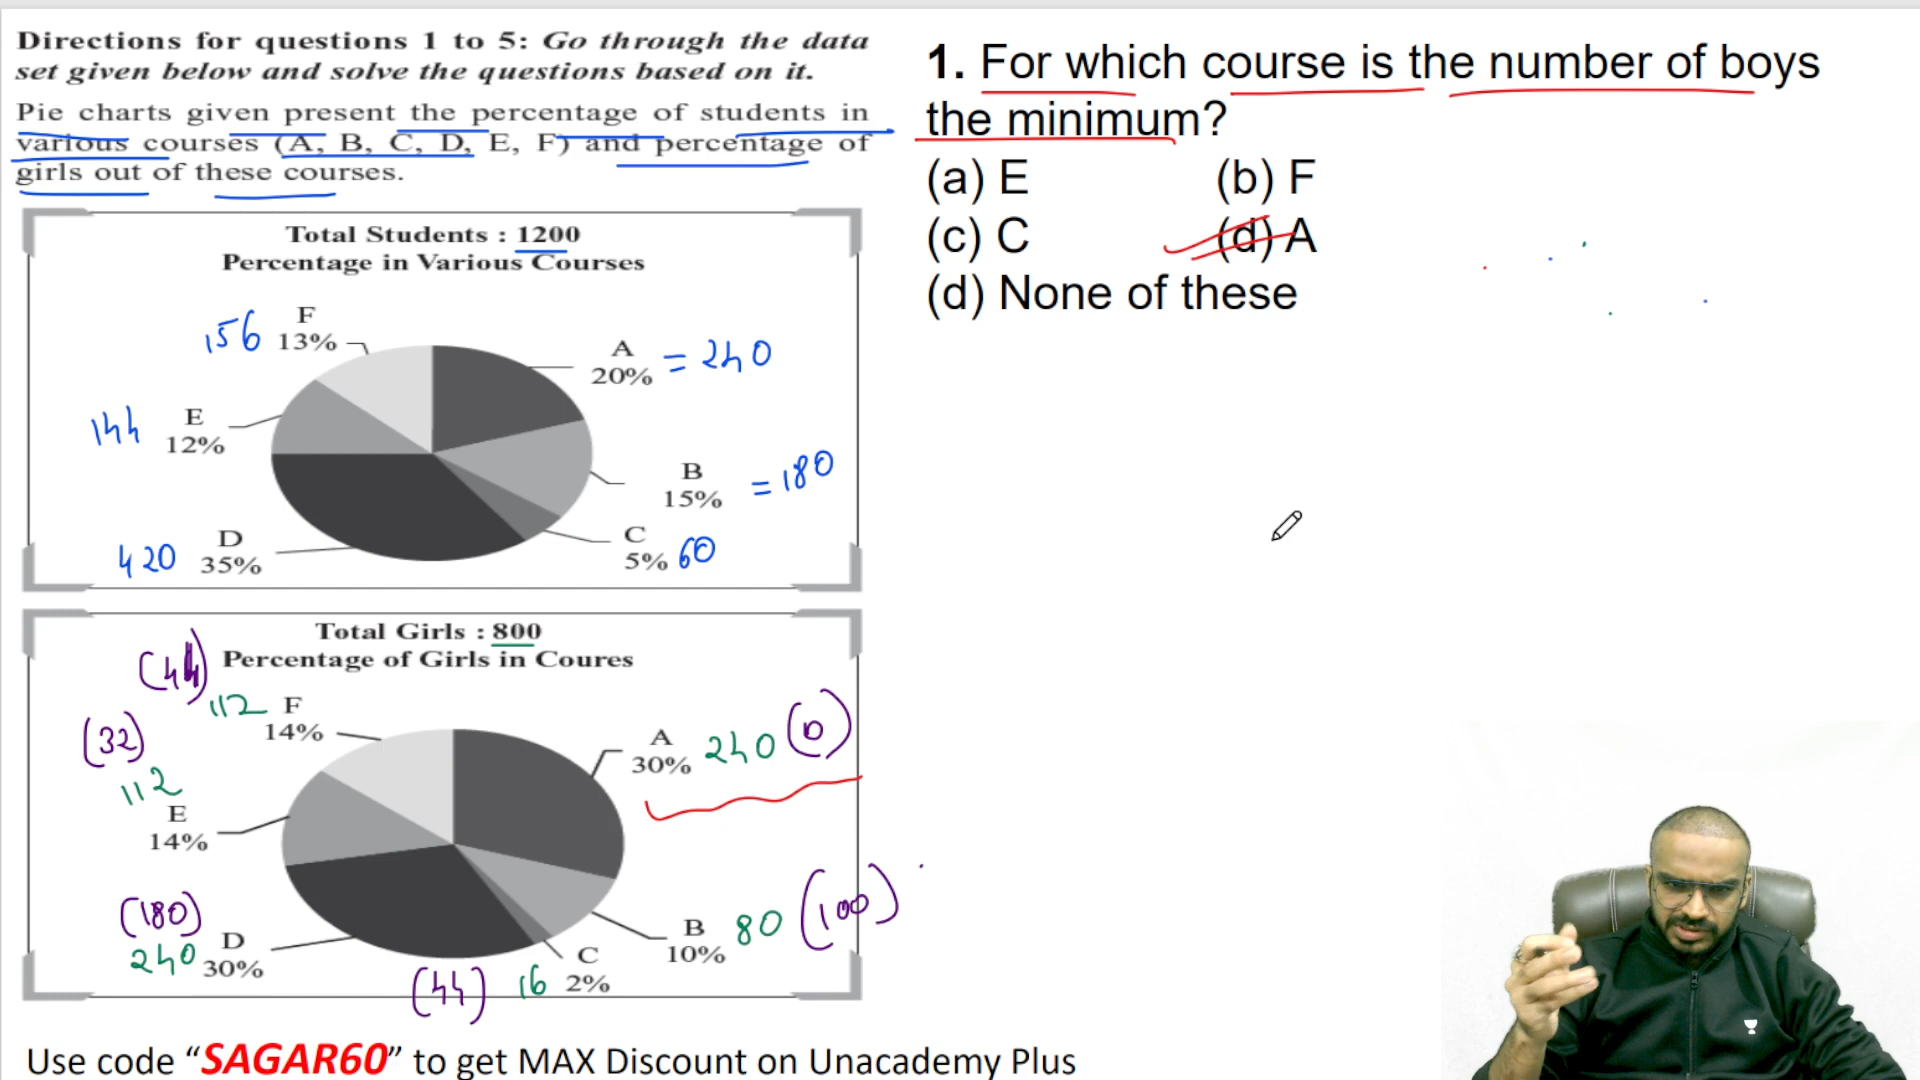 Directions for questions 1 to 5: Go through the data
set given below and solve the questions based on it.
Pie charts given present the percentage of students in
various courses (A, B, C, D, E, F) and percentage of
girls out of these courses.
Total Students : 1200
Percentage in Various Courses
F
156 13%
A
20% = 240
E
144 12%
B
15% = 180
D
420 35%
C
5% 60
Total Girls : 800
Percentage of Girls in Coures
(44)
112 F
14%
(32)
112
E
14%
A
30% 240 (0)
(180)
240 D
30%
B
10% 80 (100)
C
(44) 16 2%
Use code “SAGAR60” to get MAX Discount on Unacademy Plus
1. For which course is the number of boys
the minimum?
(a) E (b) F
(c) C (d) A
(d) None of these